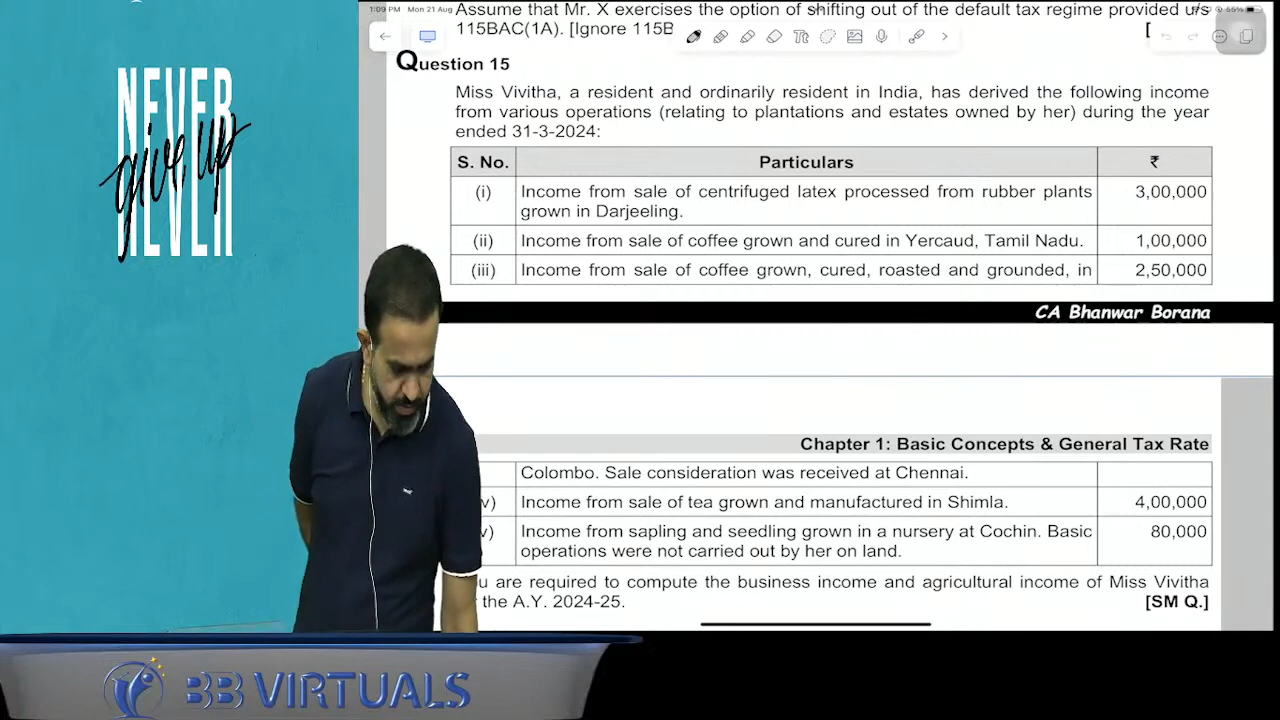 1:09 PM Mon 21 Aug
55%
Assume that Mr. X exercises the option of shifting out of the default tax regime provided u/s
115BAC(1A). [Ignore 115B
[
Question 15
Miss Vivitha, a resident and ordinarily resident in India, has derived the following income
from various operations (relating to plantations and estates owned by her) during the year
ended 31-3-2024:
S. No. Particulars ₹
(i) Income from sale of centrifuged latex processed from rubber plants 3,00,000
grown in Darjeeling.
(ii) Income from sale of coffee grown and cured in Yercaud, Tamil Nadu. 1,00,000
(iii) Income from sale of coffee grown, cured, roasted and grounded, in 2,50,000
CA Bhanwar Borana
Chapter 1: Basic Concepts & General Tax Rate
Colombo. Sale consideration was received at Chennai.
v) Income from sale of tea grown and manufactured in Shimla. 4,00,000
v) Income from sapling and seedling grown in a nursery at Cochin. Basic 80,000
operations were not carried out by her on land.
u are required to compute the business income and agricultural income of Miss Vivitha
the A.Y. 2024-25. [SM Q.]
NEVER
give up
NEVER
BB VIRTUALS